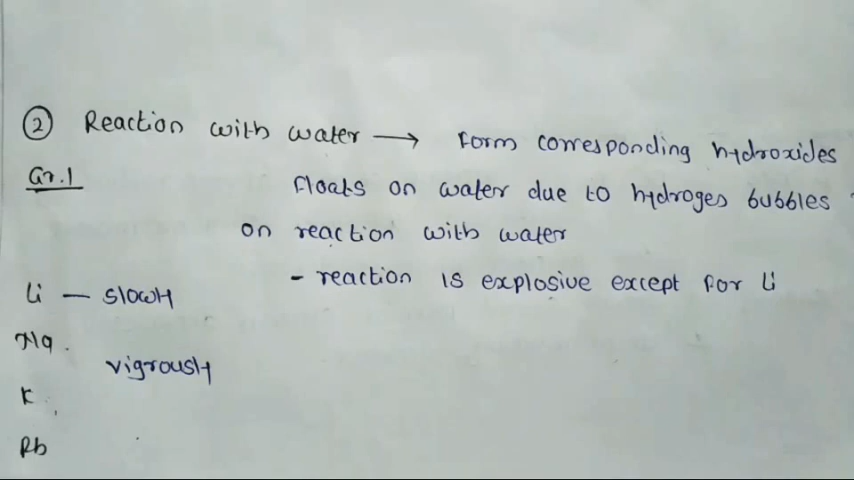 ② Reaction with water → Form corresponding hydroxides
Gr.1
Floats on water due to hydroges bubbles
on reaction with water
- reaction is explosive except for Li
Li — slowly
Na
vigrously
K
Rb